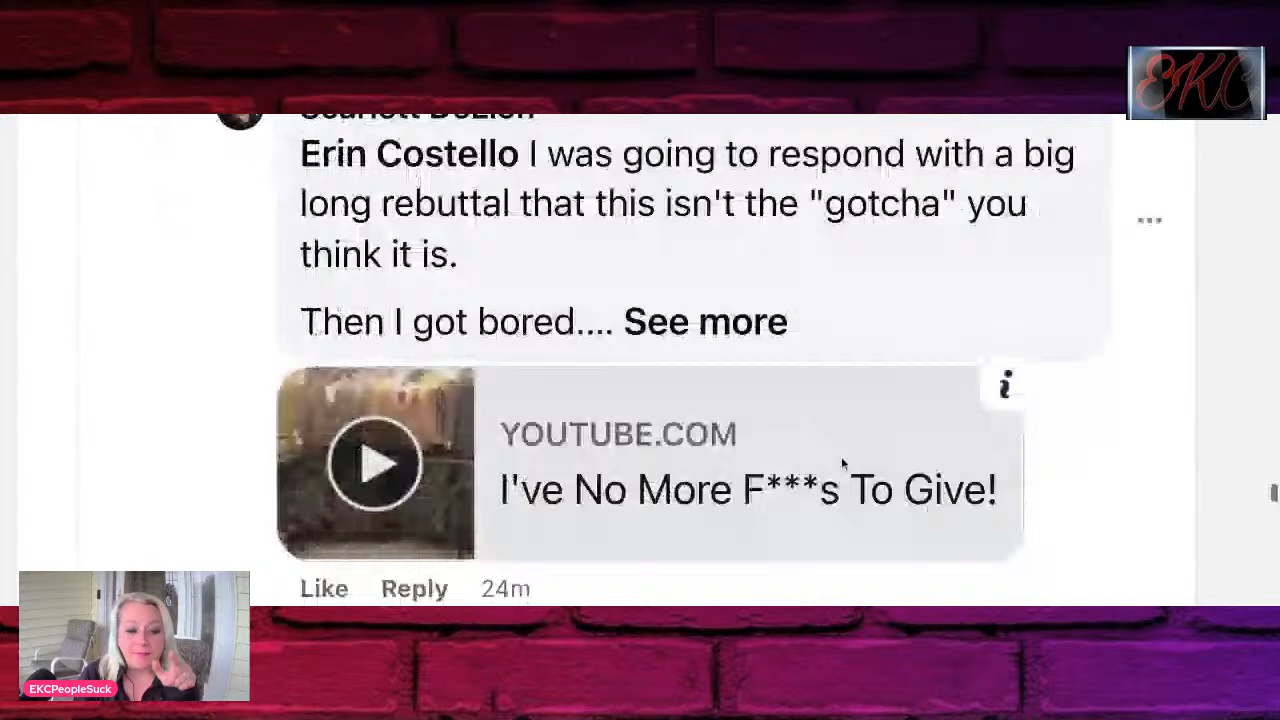 EKC
Erin Costello I was going to respond with a big
long rebuttal that this isn't the "gotcha" you
think it is.
...
Then I got bored.... See more
i
YOUTUBE.COM
I've No More F***s To Give!
Like Reply 24m
EKCPeopleSuck